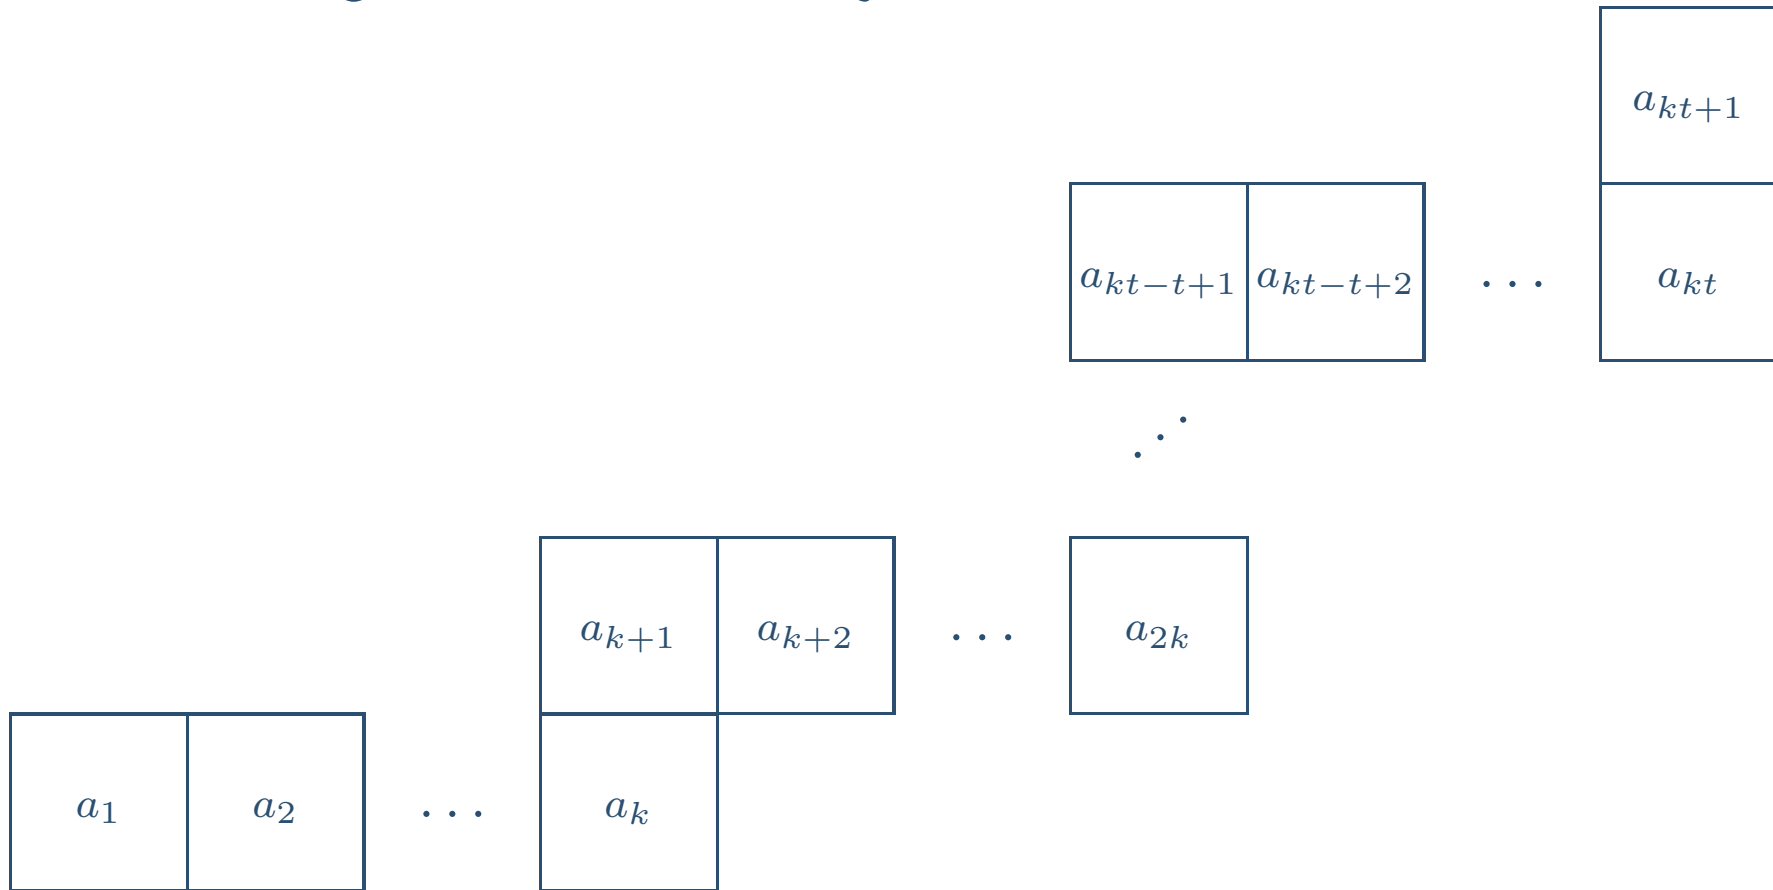 a_{kt+1}
a_{kt-t+1} a_{kt-t+2} ... a_{kt}
⋰
a_{k+1} a_{k+2} ... a_{2k}
a_1 a_2 ... a_k